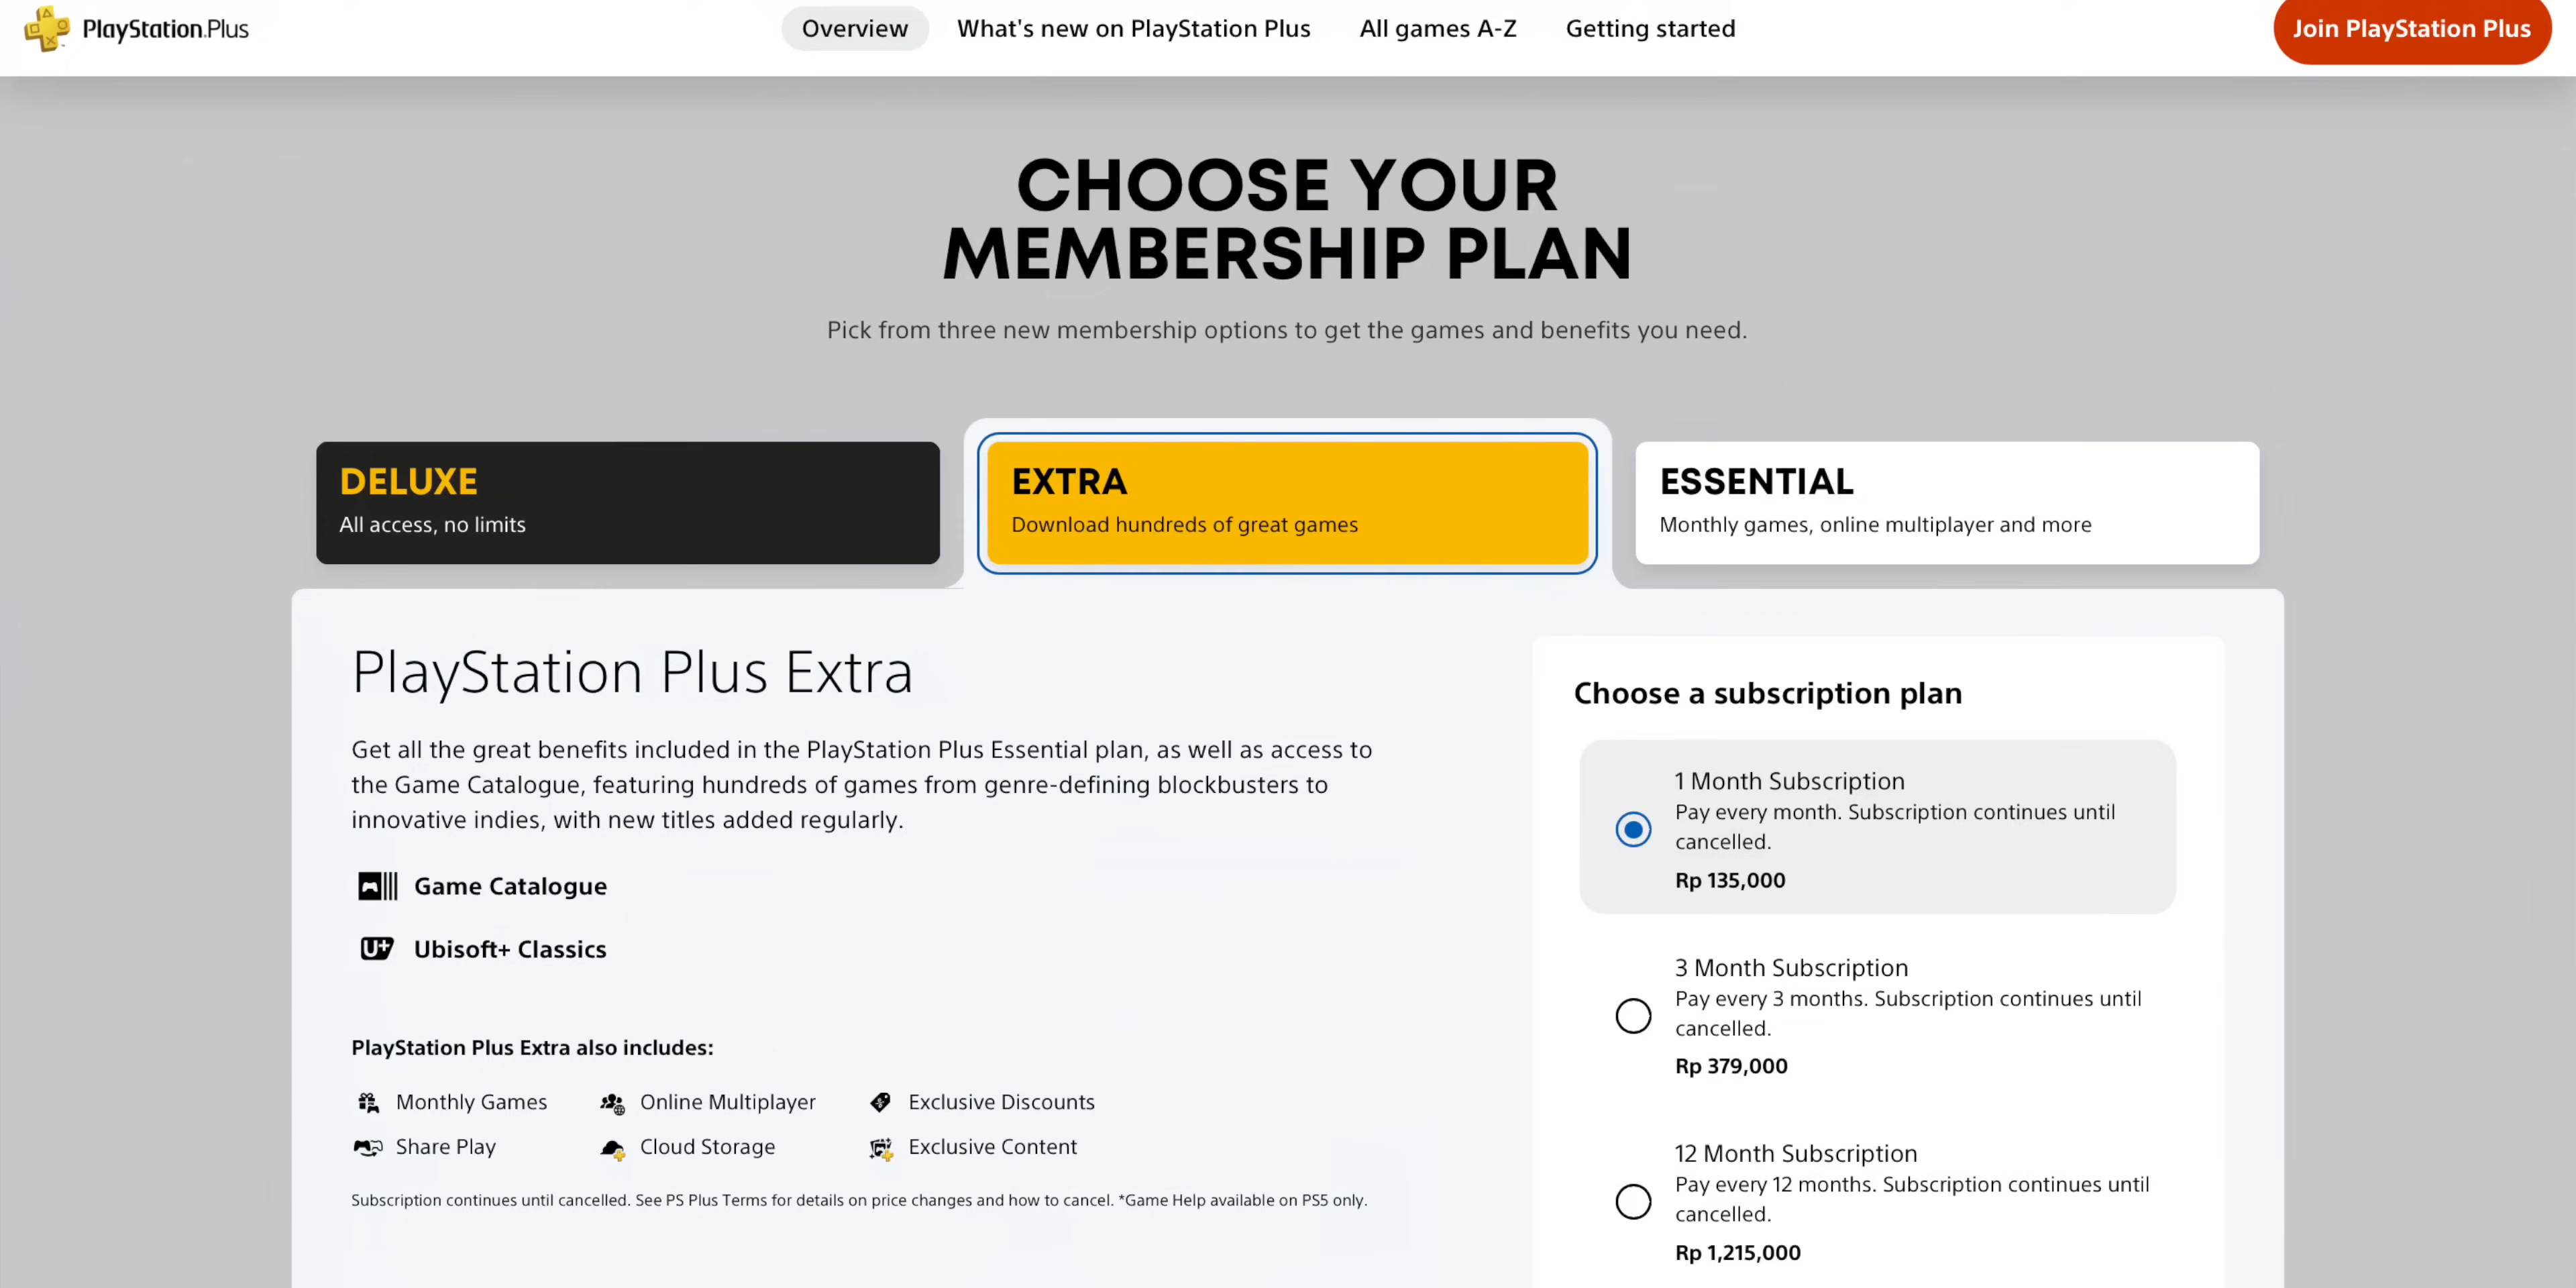 PlayStation.Plus
Overview
What's new on PlayStation Plus
All games A-Z
Getting started
Join PlayStation Plus
CHOOSE YOUR
MEMBERSHIP PLAN
Pick from three new membership options to get the games and benefits you need.
DELUXE
All access, no limits
EXTRA
Download hundreds of great games
ESSENTIAL
Monthly games, online multiplayer and more
PlayStation Plus Extra
Get all the great benefits included in the PlayStation Plus Essential plan, as well as access to
the Game Catalogue, featuring hundreds of games from genre-defining blockbusters to
innovative indies, with new titles added regularly.
Game Catalogue
U+ Ubisoft+ Classics
PlayStation Plus Extra also includes:
Monthly Games
Online Multiplayer
Exclusive Discounts
Share Play
Cloud Storage
Exclusive Content
Subscription continues until cancelled. See PS Plus Terms for details on price changes and how to cancel. *Game Help available on PS5 only.
Choose a subscription plan
1 Month Subscription
Pay every month. Subscription continues until
cancelled.
Rp 135,000
3 Month Subscription
Pay every 3 months. Subscription continues until
cancelled.
Rp 379,000
12 Month Subscription
Pay every 12 months. Subscription continues until
cancelled.
Rp 1,215,000